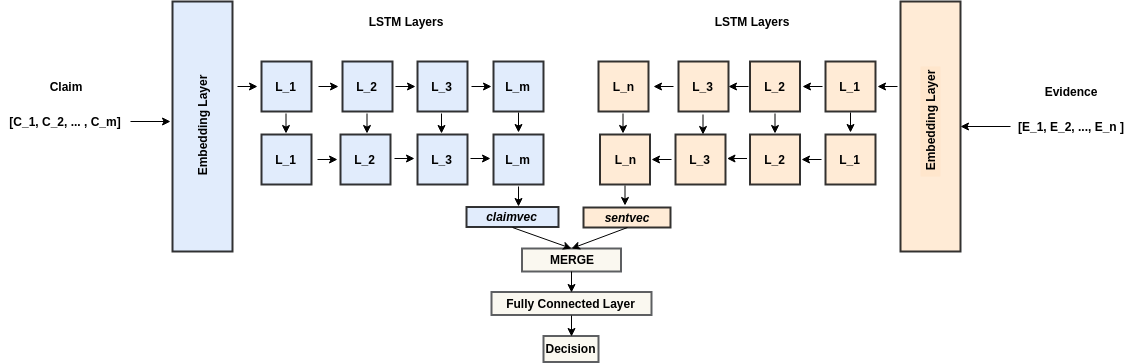 LSTM Layers
LSTM Layers
Claim
[C_1, C_2, ... , C_m]
Embedding Layer
L_1
L_2
L_3
L_m
L_1
L_2
L_3
L_m
claimvec
L_n
L_3
L_2
L_1
L_n
L_3
L_2
L_1
sentvec
Embedding Layer
Evidence
[E_1, E_2, ..., E_n ]
MERGE
Fully Connected Layer
Decision